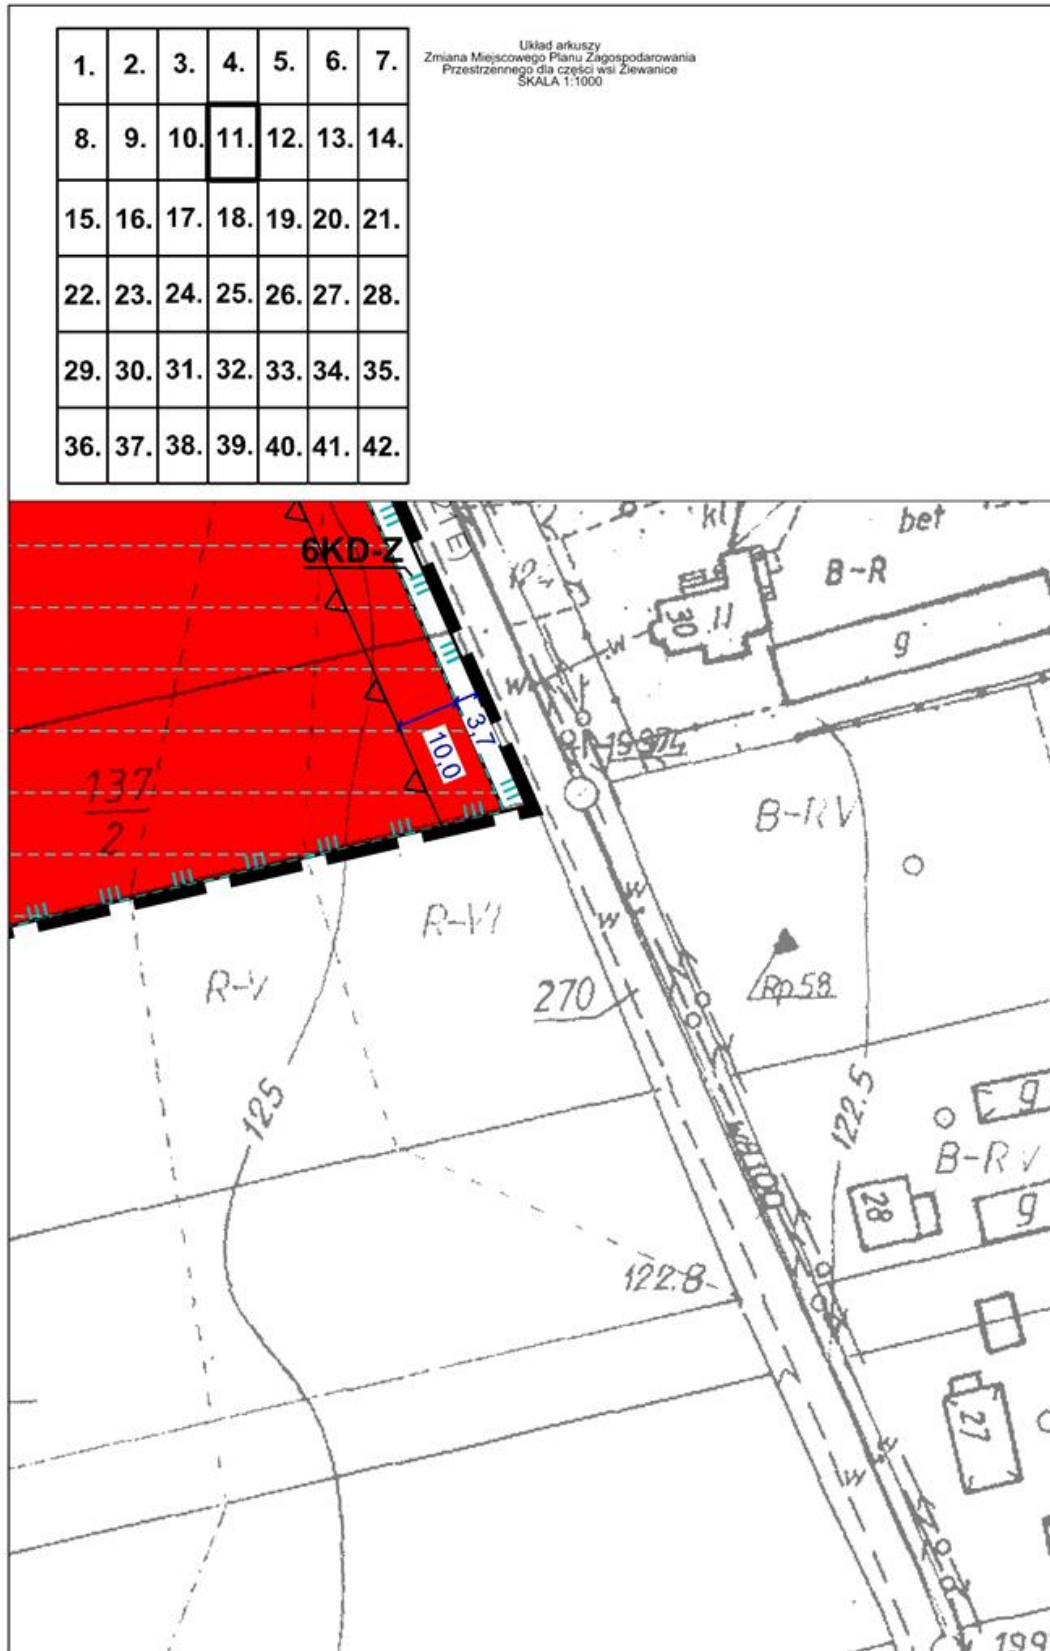 1. 2. 3. 4. 5. 6. 7.
8. 9. 10. 11. 12. 13. 14.
15. 16. 17. 18. 19. 20. 21.
22. 23. 24. 25. 26. 27. 28.
29. 30. 31. 32. 33. 34. 35.
36. 37. 38. 39. 40. 41. 42.
Układ arkuszy
Zmiana Miejscowego Planu Zagospodarowania
Przestrzennego dla części wsi Ziewanice
SKALA 1:1000
kl
bet
6KD-Z
B-R
30
g
w
w
3,7
10,0
137
2
B-RV
w
w
R-VI
R-V
270
Rp.58
125
122.5
g
w
B-RV
28
g
122.8
27
w
w